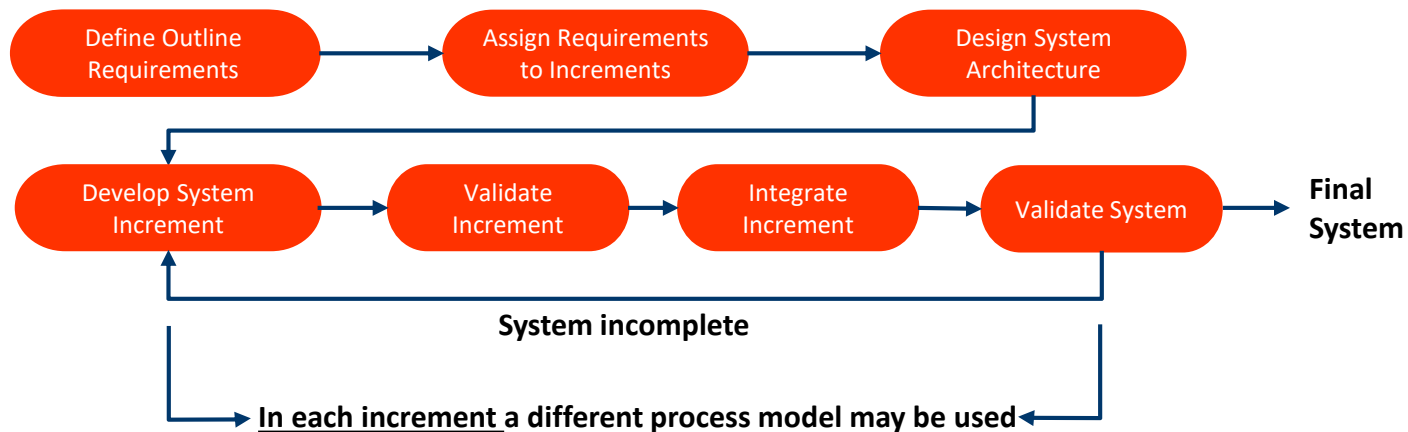 Define Outline
Requirements
Assign Requirements
to Increments
Design System
Architecture
Develop System
Increment
Validate
Increment
Integrate
Increment
Validate System
Final
System
System incomplete
In each increment a different process model may be used